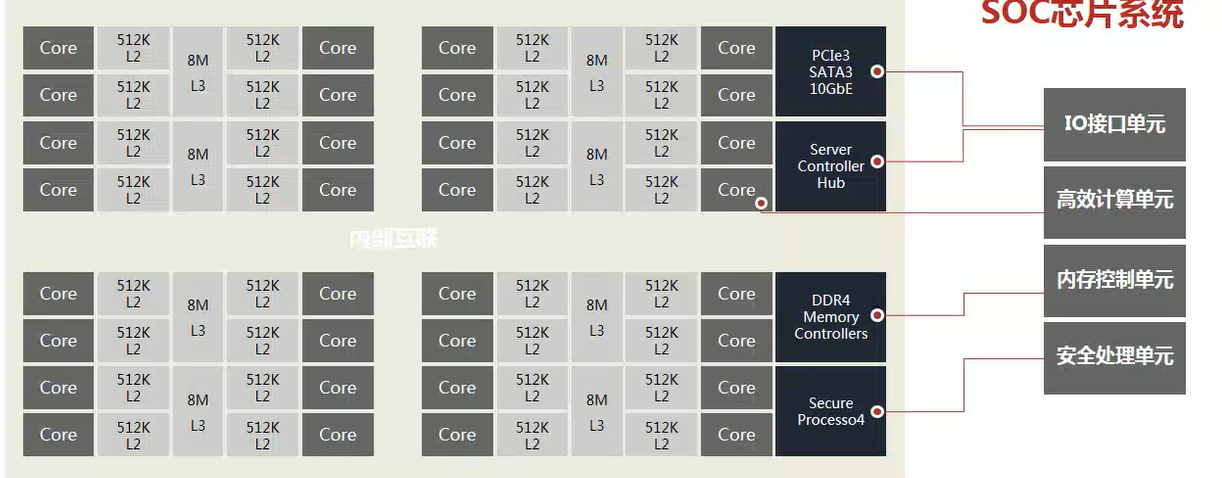 SOC芯片系统
Core 512K L2 8M L3 512K L2 Core Core 512K L2 8M L3 512K L2 Core PCIe3 SATA3 10GbE
Core 512K L2 512K L2 Core Core 512K L2 512K L2 Core
Core 512K L2 8M L3 512K L2 Core Core 512K L2 8M L3 512K L2 Core Server Controller Hub
Core 512K L2 512K L2 Core Core 512K L2 512K L2 Core
内部互联
Core 512K L2 8M L3 512K L2 Core Core 512K L2 8M L3 512K L2 Core DDR4 Memory Controllers
Core 512K L2 512K L2 Core Core 512K L2 512K L2 Core
Core 512K L2 8M L3 512K L2 Core Core 512K L2 8M L3 512K L2 Core Secure Processo4
Core 512K L2 512K L2 Core Core 512K L2 512K L2 Core
IO接口单元
高效计算单元
内存控制单元
安全处理单元